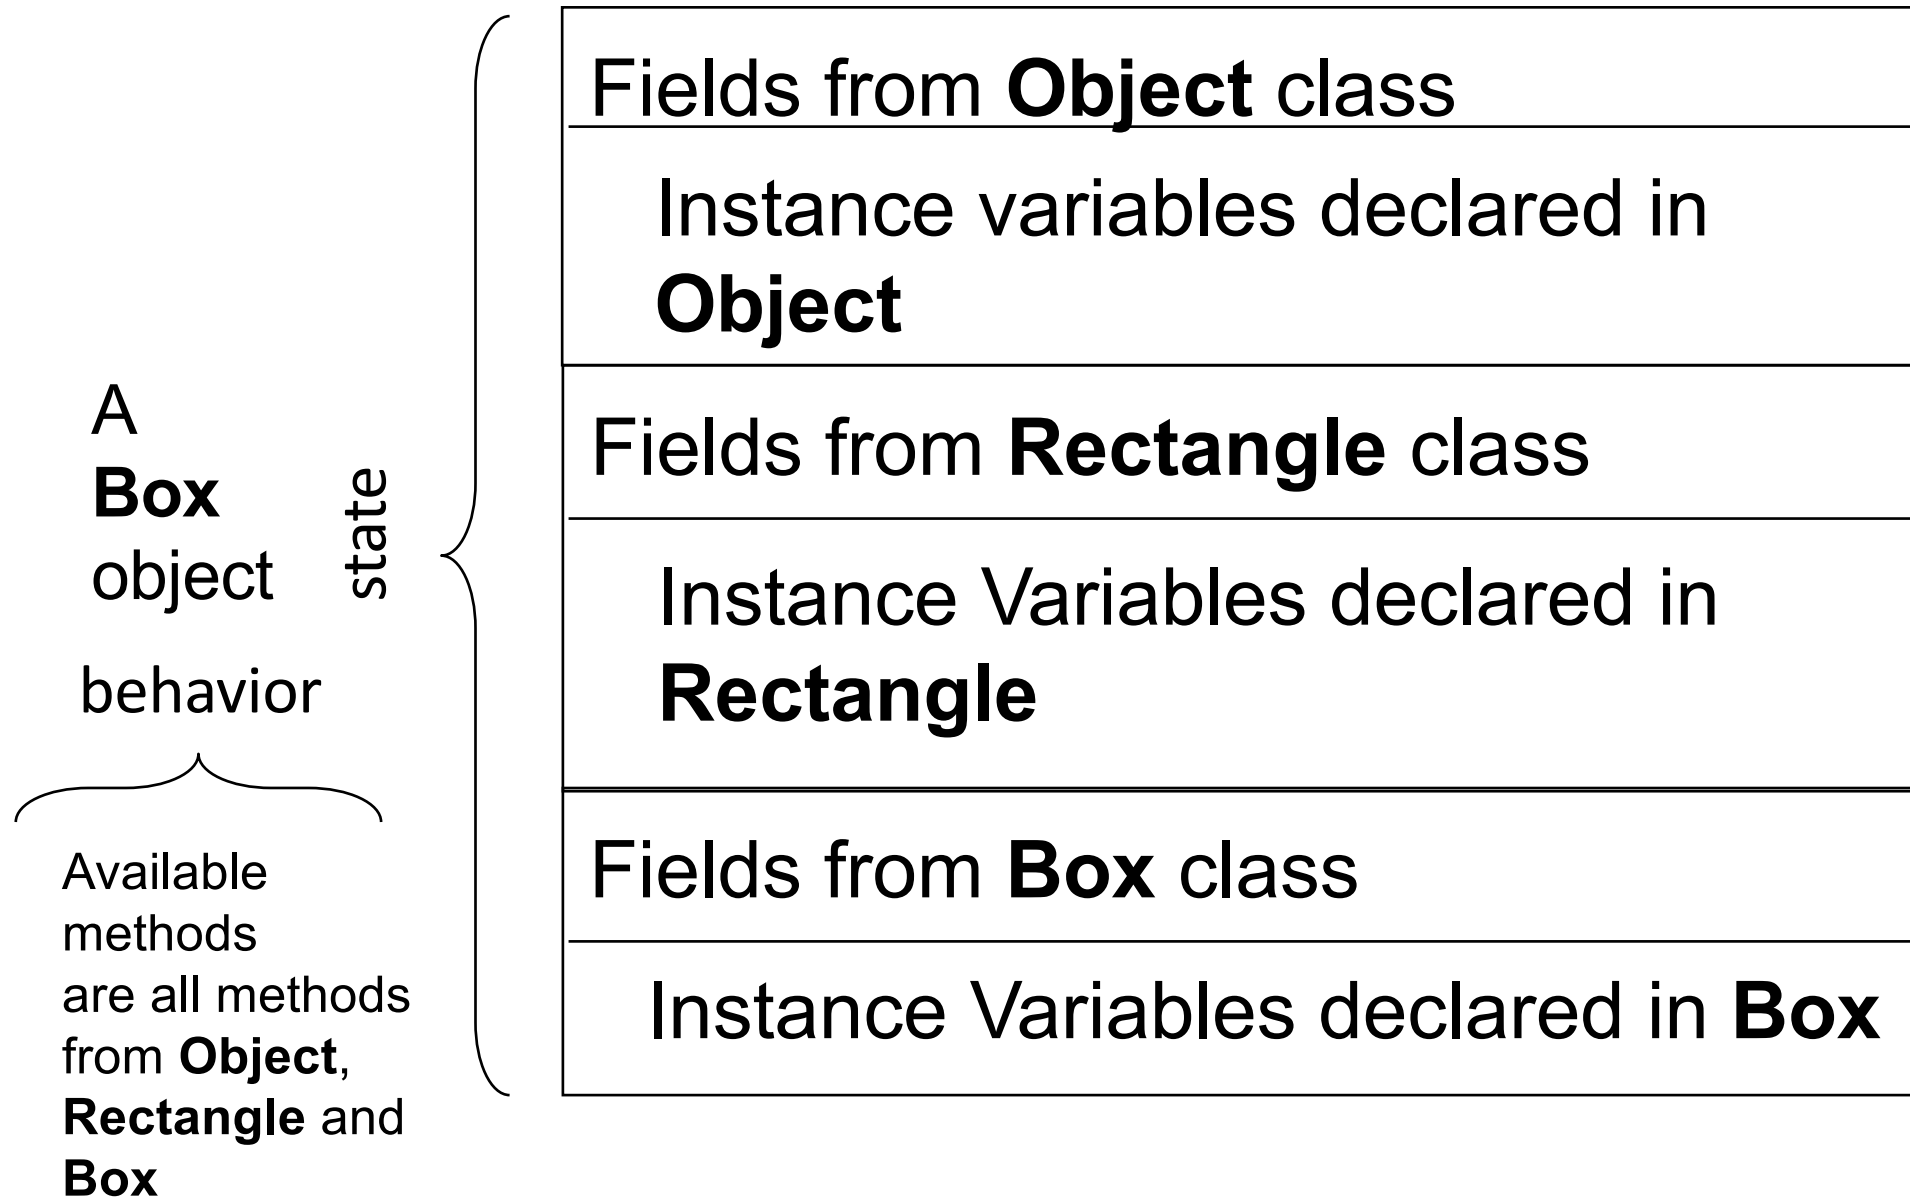 A
Box
object
state
behavior
Available
methods
are all methods
from Object,
Rectangle and
Box
Fields from Object class
Instance variables declared in
Object
Fields from Rectangle class
Instance Variables declared in
Rectangle
Fields from Box class
Instance Variables declared in Box